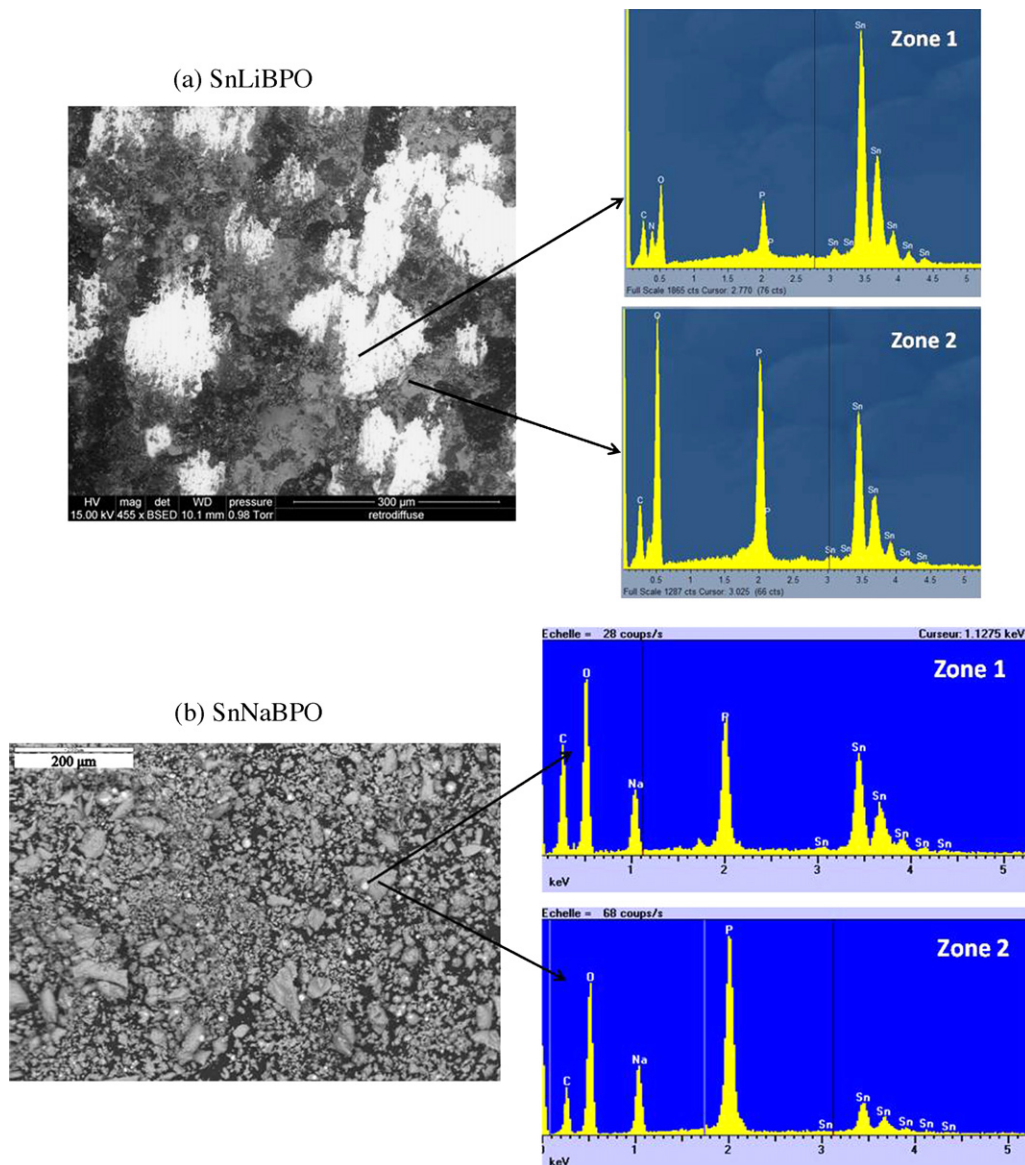 (a) SnLiBPO
HV mag det WD pressure 300 µm
15.00 kV 455 x BSED 10.1 mm 0.98 Torr retrodiffuse
Zone 1
Sn
Sn
O
P
C
N
Sn
P
Sn Sn
Sn
Sn
0.5 1 1.5 2 2.5 3 3.5 4 4.5 5
Full Scale 1865 cts Cursor: 2.770 (76 cts)
Zone 2
O
P
Sn
Sn
C
P
Sn
Sn Sn
Sn Sn
0.5 1 1.5 2 2.5 3 3.5 4 4.5 5
Full Scale 1287 cts Cursor: 3.025 (66 cts)
(b) SnNaBPO
200 µm
Echelle = 28 coups/s Curseur: 1.1275 keV
Zone 1
O
P
C
Sn
Na
Sn
Sn
Sn
Sn Sn
1 2 3 4 5
keV
Echelle = 68 coups/s
Zone 2
P
O
Na
C
Sn
Sn
Sn
Sn Sn Sn
0 1 2 3 4 5
keV